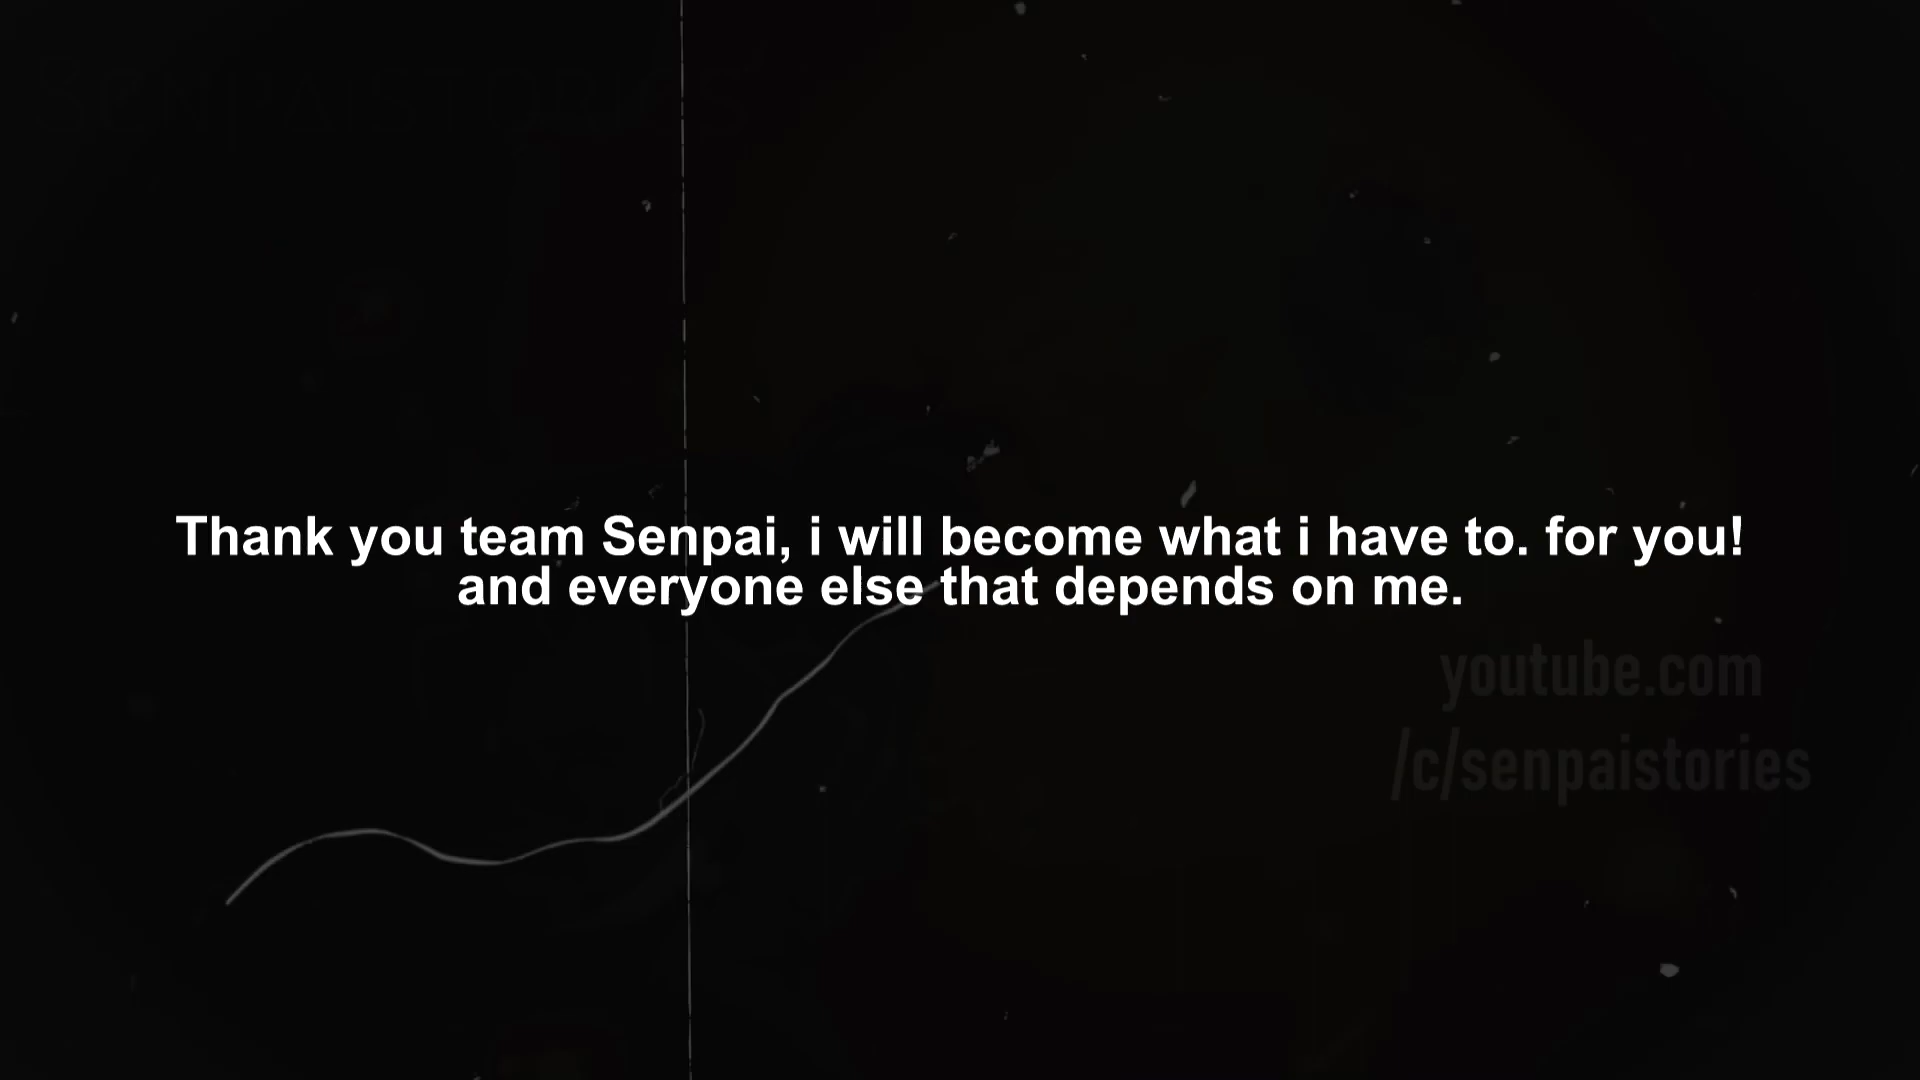 SENPAISTORIES
Thank you team Senpai, i will become what i have to. for you!
and everyone else that depends on me.
youtube.com
/c/senpaistories